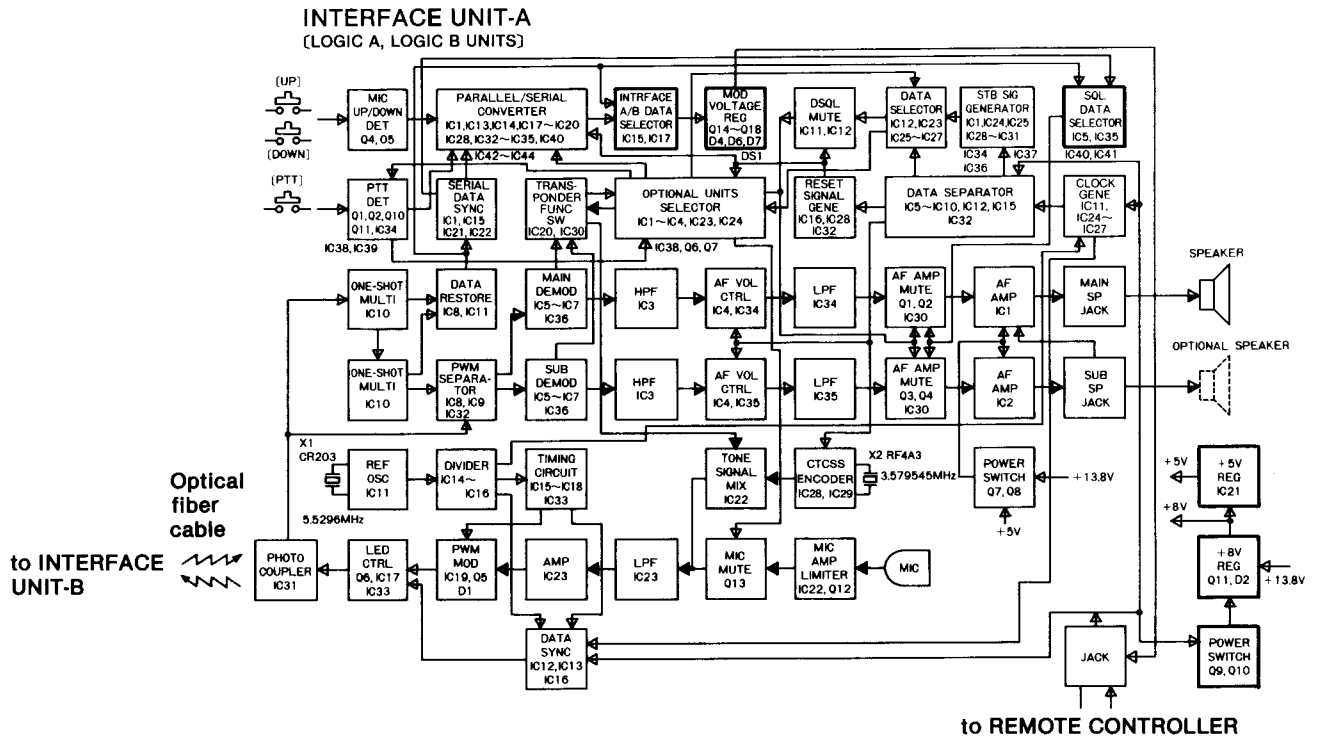 INTERFACE UNIT-A
(LOGIC A, LOGIC B UNITS)
(UP)
(DOWN)
(PTT)
MIC
UP/DOWN
DET
Q4, Q5
PARALLEL/SERIAL
CONVERTER
IC1, IC13, IC14, IC17~IC20
IC28, IC32~IC35, IC40
IC42~IC44
INTRFACE
A/B DATA
SELECTOR
IC15, IC17
MOD
VOLTAGE
REG
Q14~Q18
D4, D6, D7
DS1
DSQL
MUTE
IC11, IC12
DATA
SELECTOR
IC12, IC23
IC25~IC27
STB SIG
GENERATOR
IC1, IC24, IC25
IC28~IC31
IC34
IC36
IC37
SQL DATA
SELECTOR
IC5, IC35
IC40, IC41
PTT
DET
Q1, Q2, Q10
Q11, IC34
IC38, IC39
SERIAL
DATA
SYNC
IC1, IC15
IC21, IC22
TRANS-
PONDER
FUNC
SW
IC20, IC30
OPTIONAL UNITS
SELECTOR
IC1~IC4, IC23, IC24
IC38, Q6, Q7
RESET
SIGNAL
GENE
IC16, IC28
IC32
DATA SEPARATOR
IC5~IC10, IC12, IC15
IC32
CLOCK
GENE
IC11,
IC24~
IC27
ONE-SHOT
MULTI
IC10
DATA
RESTORE
IC8, IC11
MAIN
DEMOD
IC5~IC7
IC36
HPF
IC3
AF VOL
CTRL
IC4, IC34
LPF
IC34
AF AMP
MUTE
Q1, Q2
IC30
AF
AMP
IC1
MAIN
SP
JACK
SPEAKER
ONE-SHOT
MULTI
IC10
PWM
SEPARA-
TOR
IC8, IC9
IC32
SUB
DEMOD
IC5~IC7
IC36
HPF
IC3
AF VOL
CTRL
IC4, IC35
LPF
IC35
AF AMP
MUTE
Q3, Q4
IC30
AF
AMP
IC2
SUB
SP
JACK
OPTIONAL SPEAKER
X1
CR203
5.5296MHz
REF
OSC
IC11
DIVIDER
IC14~
IC16
TIMING
CIRCUIT
IC15~IC18
IC33
TONE
SIGNAL
MIX
IC22
CTCSS
ENCODER
IC28, IC29
X2 RF4A3
3.579545MHz
POWER
SWITCH
Q7, Q8
+13.8V
+5V
+5V
+5V
REG
IC21
+8V
+8V
REG
Q11, D2
+13.8V
POWER
SWITCH
Q9, Q10
Optical
fiber
cable
to INTERFACE
UNIT-B
PHOTO
COUPLER
IC31
LED
CTRL
Q6, IC17
IC33
PWM
MOD
IC19, Q5
D1
AMP
IC23
LPF
IC23
MIC
MUTE
Q13
MIC
AMP
LIMITER
IC22, Q12
MIC
DATA
SYNC
IC12, IC13
IC16
JACK
to REMOTE CONTROLLER